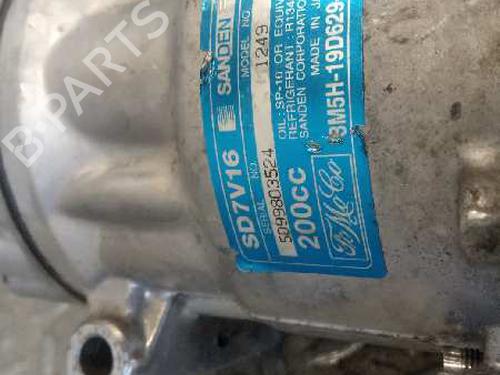 B-PARTS
SD7V16
SANDEN
SERIAL NO.
MODEL NO.
5099803524
1249
200cc
OIL: SP-10 OR EQUIV
REFRIGERANT: R134
SANDEN CORPORATION
MADE IN
FoMoCo
3M5H-19D629